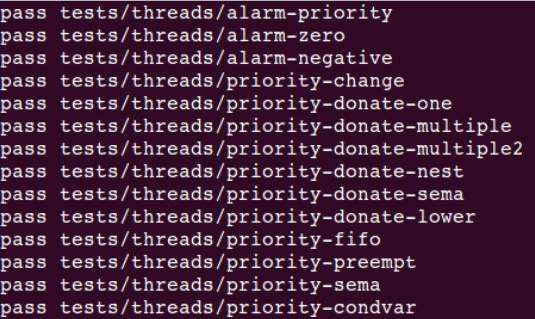 pass tests/threads/alarm-priority
pass tests/threads/alarm-zero
pass tests/threads/alarm-negative
pass tests/threads/priority-change
pass tests/threads/priority-donate-one
pass tests/threads/priority-donate-multiple
pass tests/threads/priority-donate-multiple2
pass tests/threads/priority-donate-nest
pass tests/threads/priority-donate-sema
pass tests/threads/priority-donate-lower
pass tests/threads/priority-fifo
pass tests/threads/priority-preempt
pass tests/threads/priority-sema
pass tests/threads/priority-condvar